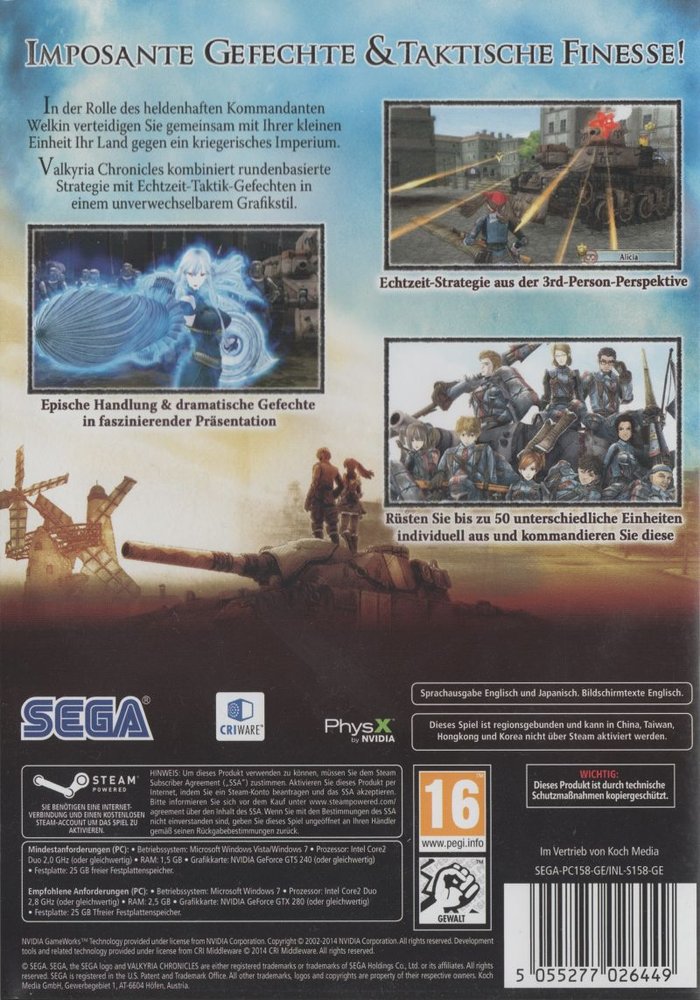 IMPOSANTE GEFECHTE & TAKTISCHE FINESSE!
In der Rolle des heldenhaften Kommandanten
Welkin verteidigen Sie gemeinsam mit Ihrer kleinen
Einheit Ihr Land gegen ein kriegerisches Imperium.
Valkyria Chronicles kombiniert rundenbasierte
Strategie mit Echtzeit-Taktik-Gefechten in
einem unverwechselbarem Grafikstil.
Alicia
Echtzeit-Strategie aus der 3rd-Person-Perspektive
Epische Handlung & dramatische Gefechte
in faszinierender Präsentation
Rüsten Sie bis zu 50 unterschiedliche Einheiten
individuell aus und kommandieren Sie diese
SEGA®
CRIWARE™
PhysX™
by NVIDIA
Sprachausgabe Englisch und Japanisch. Bildschirmtexte Englisch.
Dieses Spiel ist regionsgebunden und kann in China, Taiwan,
Hongkong und Korea nicht über Steam aktiviert werden.
STEAM™
POWERED
SIE BENÖTIGEN EINE INTERNET-
VERBINDUNG UND EINEN KOSTENLOSEN
STEAM-ACCOUNT UM DAS SPIEL ZU
AKTIVIEREN.
HINWEIS: Um dieses Produkt verwenden zu können, müssen Sie dem Steam
Subscriber Agreement („SSA”) zustimmen. Aktivieren Sie dieses Produkt per
Internet, indem Sie ein Steam-Konto beantragen und das SSA akzeptieren.
Bitte informieren Sie sich vor dem Kauf unter www.steampowered.com/
agreement über den Inhalt des SSA. Wenn Sie mit den Bestimmungen des SSA
nicht einverstanden sind, geben Sie dieses Spiel ungeöffnet an Ihren Händler
gemäß seinen Rückgabebestimmungen zurück.
Mindestanforderungen (PC): • Betriebssystem: Microsoft Windows Vista/Windows 7 • Prozessor: Intel Core2
Duo 2,0 GHz (oder gleichwertig) • RAM: 1,5 GB • Grafikkarte: NVIDIA GeForce GTS 240 (oder gleichwertig)
• Festplatte: 25 GB freier Festplattenspeicher.
Empfohlene Anforderungen (PC): • Betriebssystem: Microsoft Windows 7 • Prozessor: Intel Core2 Duo
2,8 GHz (oder gleichwertig) • RAM: 2,5 GB • Grafikkarte: NVIDIA GeForce GTX 280 (oder gleichwertig)
• Festplatte: 25 GB Tfreier Festplattenspeicher.
16
www.pegi.info
GEWALT
WICHTIG:
Dieses Produkt ist durch technische
Schutzmaßnahmen kopiergeschützt.
Im Vertrieb von Koch Media
SEGA-PC158-GE/INL-S158-GE
5 055277 026449
NVIDIA GameWorks™ Technology provided under license from NVIDIA Corporation. Copyright © 2002-2014 NVIDIA Corporation. All rights reserved. Development
tools and related technology provided under license from CRI Middleware © 2014 CRI Middleware. All rights reserved.
© SEGA. SEGA, the SEGA logo and VALKYRIA CHRONICLES are either registered trademarks or trademarks of SEGA Holdings Co., Ltd. or its affiliates. All rights
reserved. SEGA is registered in the U.S. Patent and Trademark Office. All other trademarks, logos and copyrights are property of their respective owners. Koch
Media GmbH, Gewerbegebiet 1, AT-6604 Höfen, Austria.